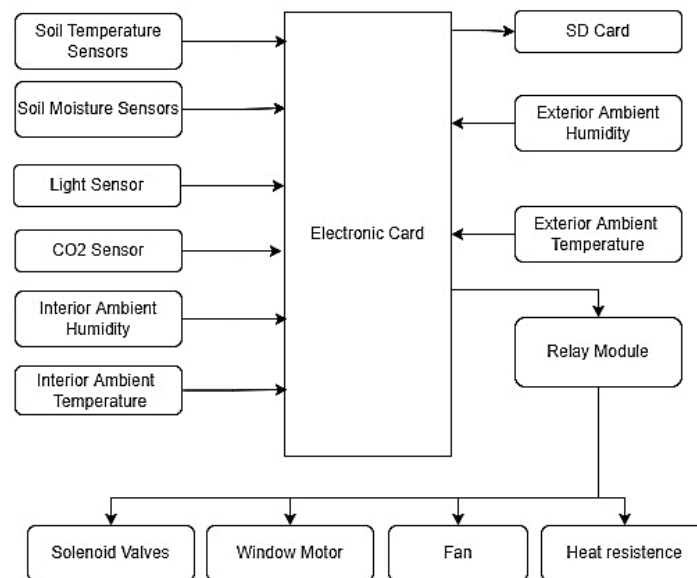 Soil Temperature
Sensors
Soil Moisture Sensors
Light Sensor
CO2 Sensor
Interior Ambient
Humidity
Interior Ambient
Temperature
Electronic Card
SD Card
Exterior Ambient
Humidity
Exterior Ambient
Temperature
Relay Module
Solenoid Valves
Window Motor
Fan
Heat resistence